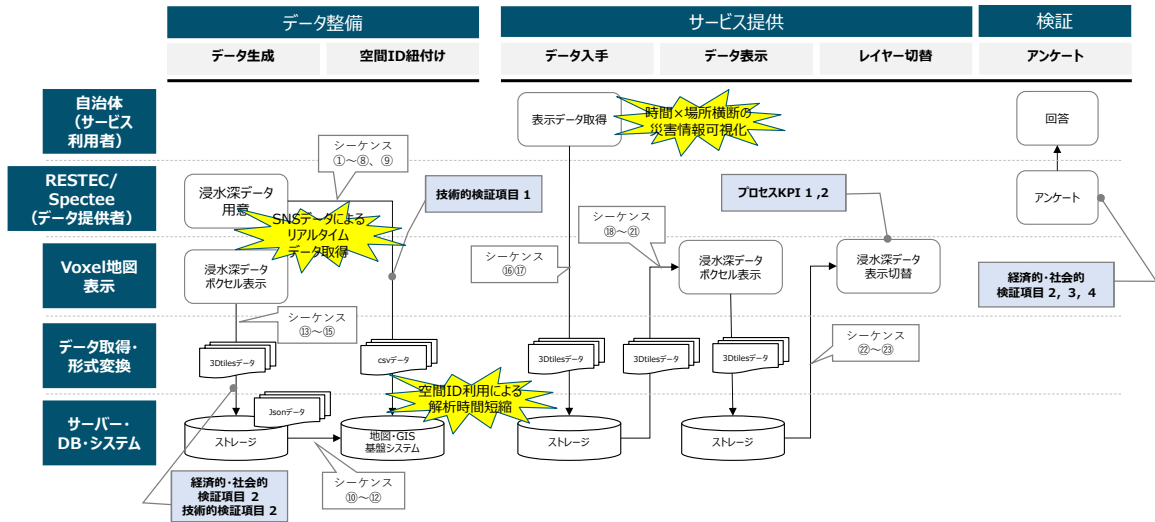 データ整備
サービス提供
検証
データ生成
空間ID紐付け
データ入手
データ表示
レイヤー切替
アンケート
自治体
（サービス
利用者）
表示データ取得
時間×場所横断の
災害情報可視化
回答
シーケンス
①～⑧、⑨
RESTEC/
Spectee
（データ提供者）
浸水深データ
用意
技術的検証項目 1
プロセスKPI 1 ,2
アンケート
SNSデータによる
リアルタイム
データ取得
シーケンス
⑱～㉑
Voxel地図
表示
浸水深データ
ボクセル表示
シーケンス
⑯⑰
浸水深データ
ボクセル表示
浸水深データ
表示切替
経済的・社会的
検証項目 2，3，4
シーケンス
⑬～⑮
データ取得・
形式変換
3Dtilesデータ
csvデータ
3Dtilesデータ
3Dtilesデータ
3Dtilesデータ
シーケンス
㉒～㉓
空間ID利用による
解析時間短縮
サーバー・
DB・システム
Jsonデータ
ストレージ
地図・GIS
基盤システム
ストレージ
ストレージ
シーケンス
⑩～⑫
経済的・社会的
検証項目 2
技術的検証項目 2